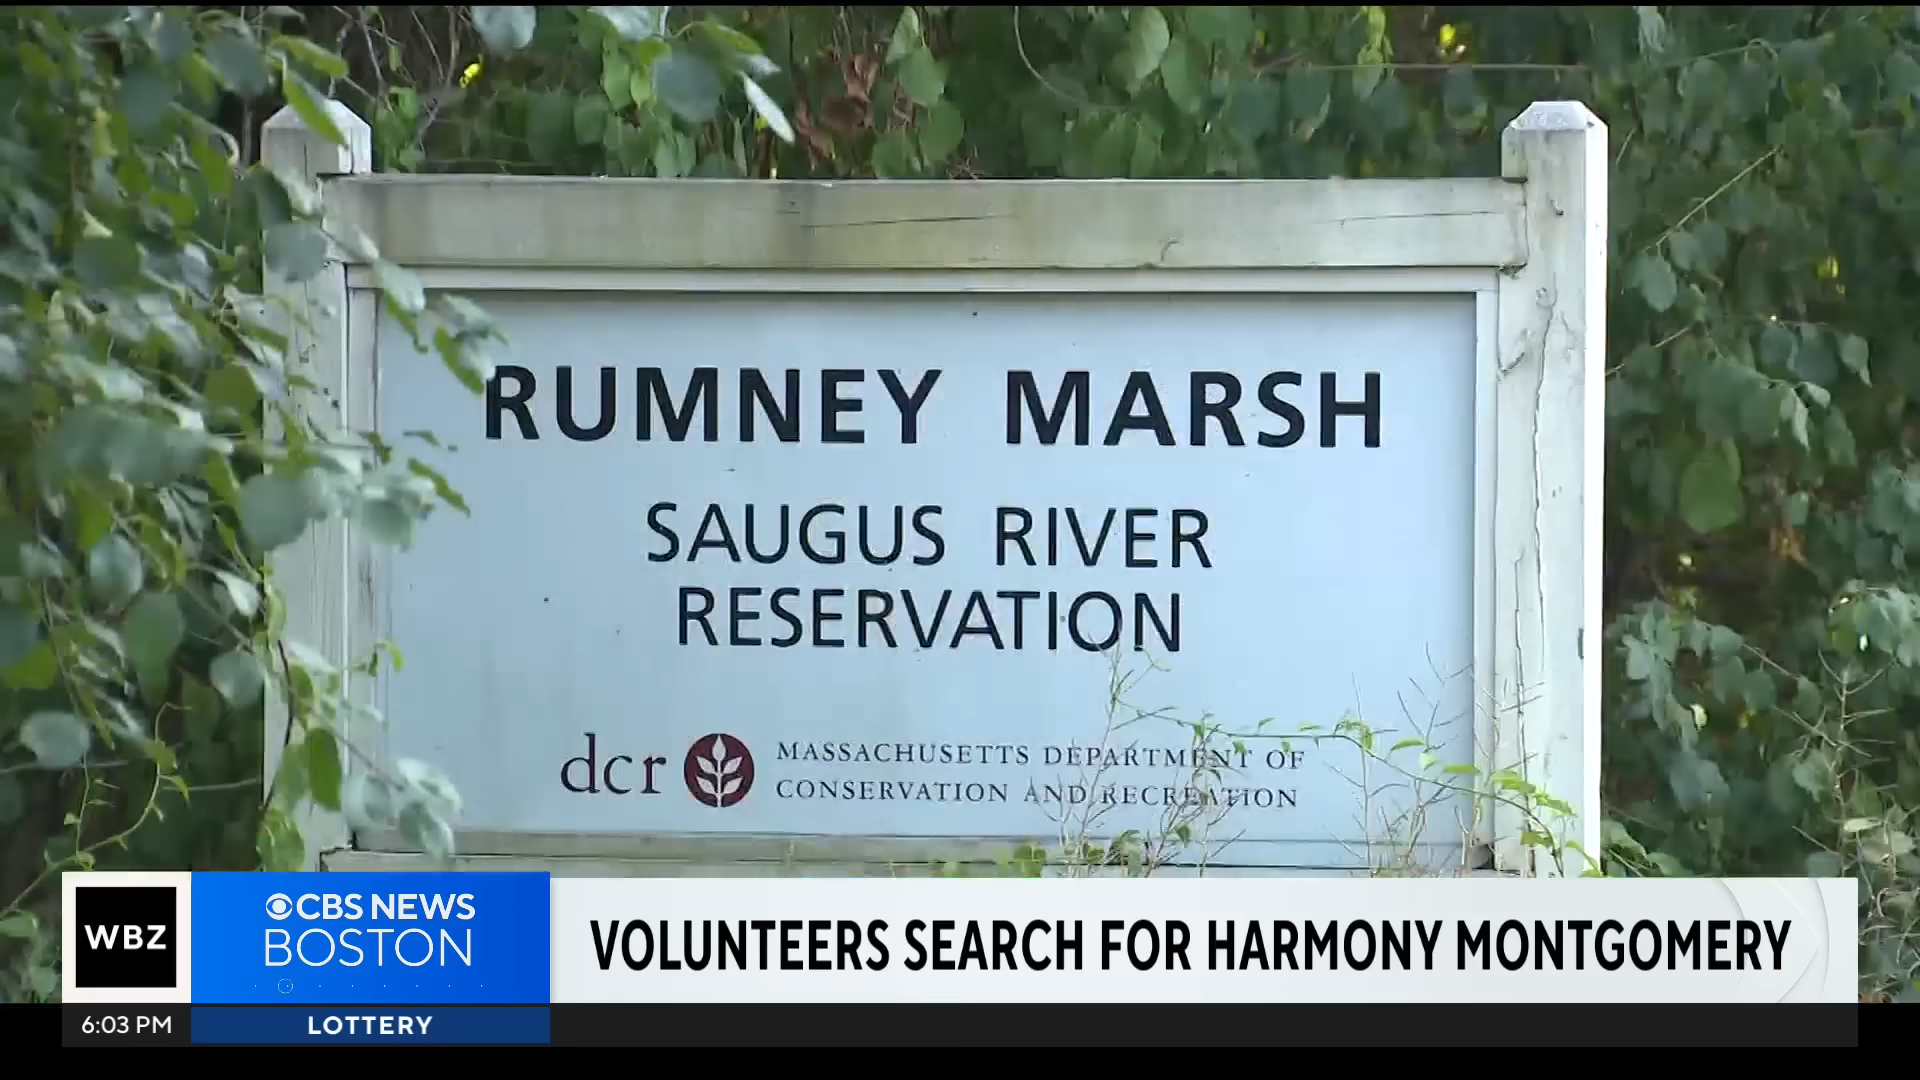 RUMNEY MARSH
SAUGUS RIVER
RESERVATION
dcr MASSACHUSETTS DEPARTMENT OF
CONSERVATION AND RECREATION
WBZ
CBS NEWS
BOSTON
VOLUNTEERS SEARCH FOR HARMONY MONTGOMERY
6:03 PM
LOTTERY